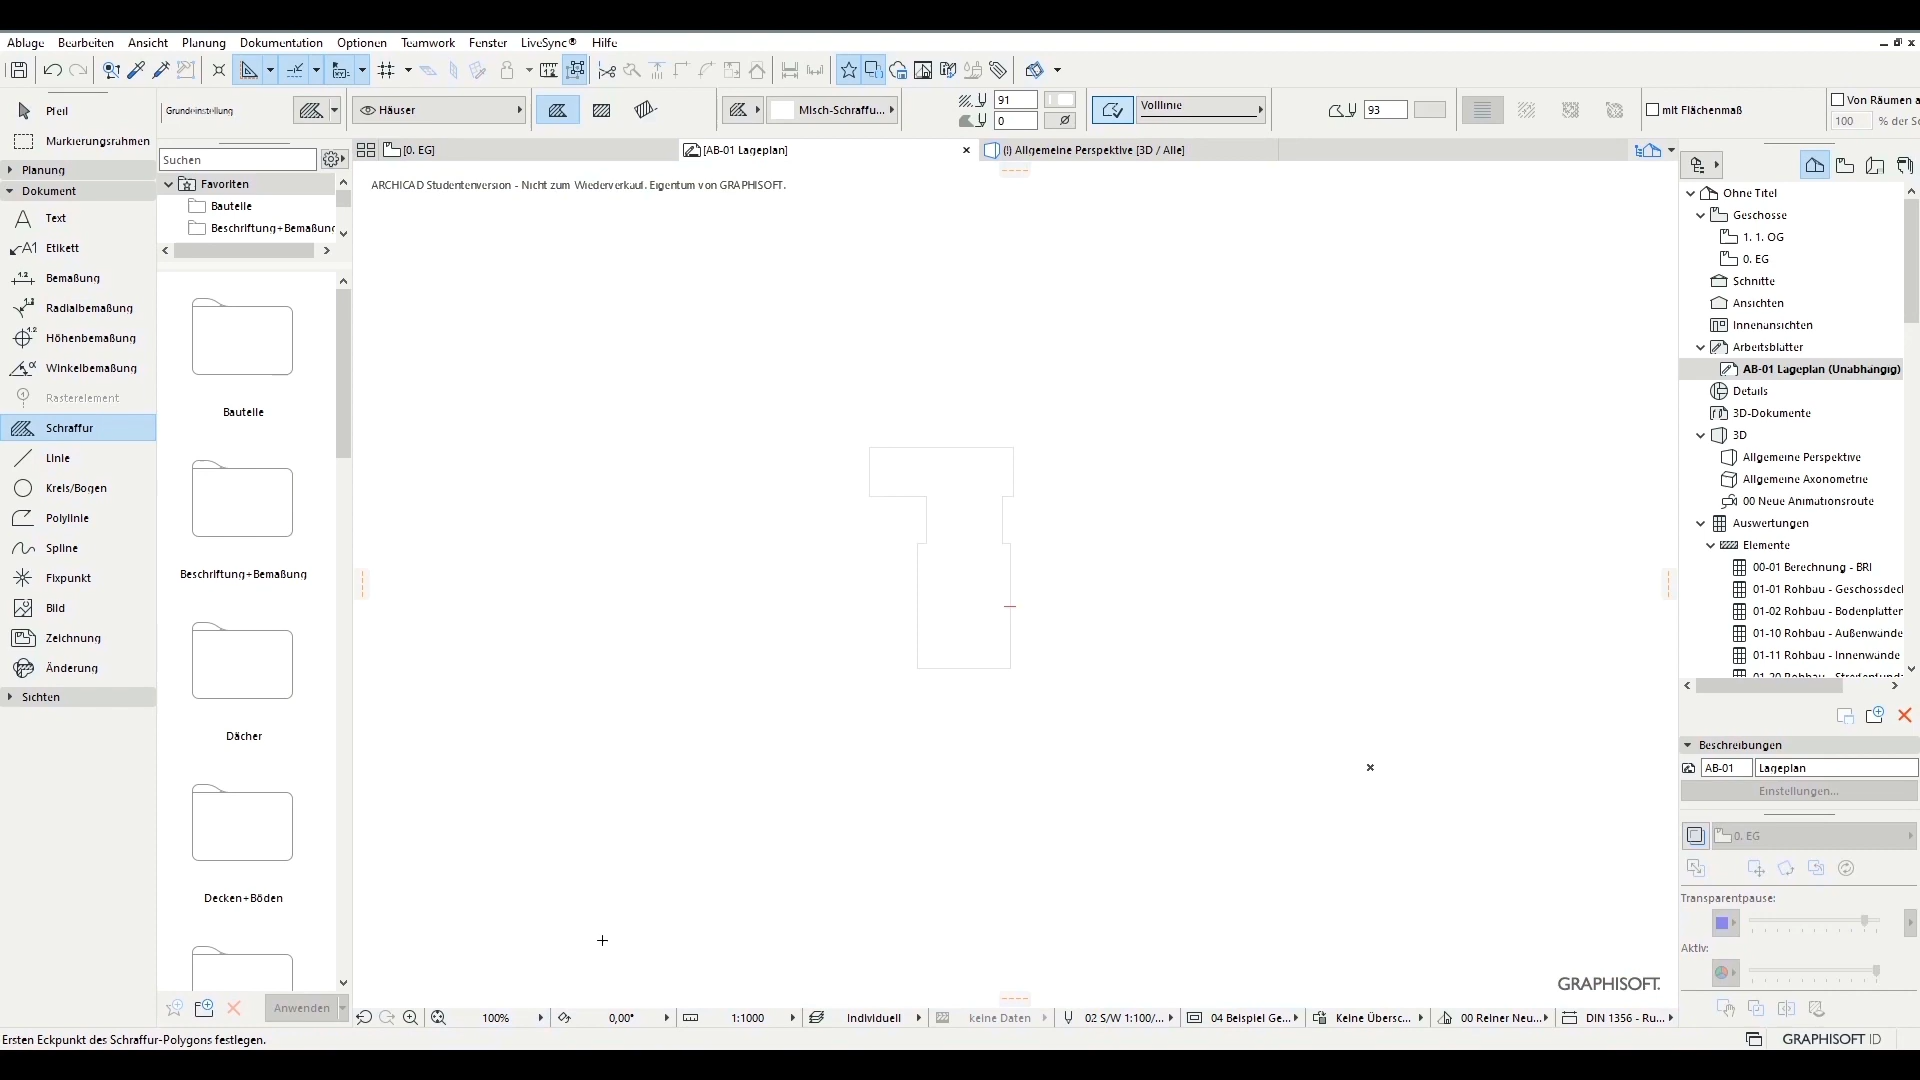 Ablage Bearbeiten Ansicht Planung Dokumentation Optionen Teamwork Fenster LiveSync® Hilfe
Grundeinstellung Häuser Misch-Schraffu... 91 0 Volllinie 93 mit Flächenmaß Von Räumen a 100 % der Sc
Pfeil
Markierungsrahmen
Planung
Dokument
Text
Etikett
Bemaßung
Radialbemaßung
Höhenbemaßung
Winkelbemaßung
Rasterelement
Schraffur
Linie
Kreis/Bogen
Polylinie
Spline
Fixpunkt
Bild
Zeichnung
Änderung
Sichten
Suchen
Favoriten
Bauteile
Beschriftung+Bemaßung
Bauteile
Beschriftung+Bemaßung
Dächer
Decken+Böden
Anwenden
[0. EG] [AB-01 Lageplan] (!) Allgemeine Perspektive [3D / Alle]
ARCHICAD Studentenversion - Nicht zum Wiederverkauf. Eigentum von GRAPHISOFT.
GRAPHISOFT.
100% 0,00° 1:1000 Individuell keine Daten 02 S/W 1:100/... 04 Beispiel Ge... Keine Übersc... 00 Reiner Neu... DIN 1356 - Ru...
Ohne Titel
Geschosse
1. 1. OG
0. EG
Schnitte
Ansichten
Innenansichten
Arbeitsblätter
AB-01 Lageplan (Unabhängig)
Details
3D-Dokumente
3D
Allgemeine Perspektive
Allgemeine Axonometrie
00 Neue Animationsroute
Auswertungen
Elemente
00-01 Berechnung - BRI
01-01 Rohbau - Geschossdeck
01-02 Rohbau - Bodenplatten
01-10 Rohbau - Außenwände
01-11 Rohbau - Innenwände
Beschreibungen
AB-01 Lageplan
Einstellungen...
0. EG
Transparentpause:
Aktiv:
Ersten Eckpunkt des Schraffur-Polygons festlegen.
GRAPHISOFT ID